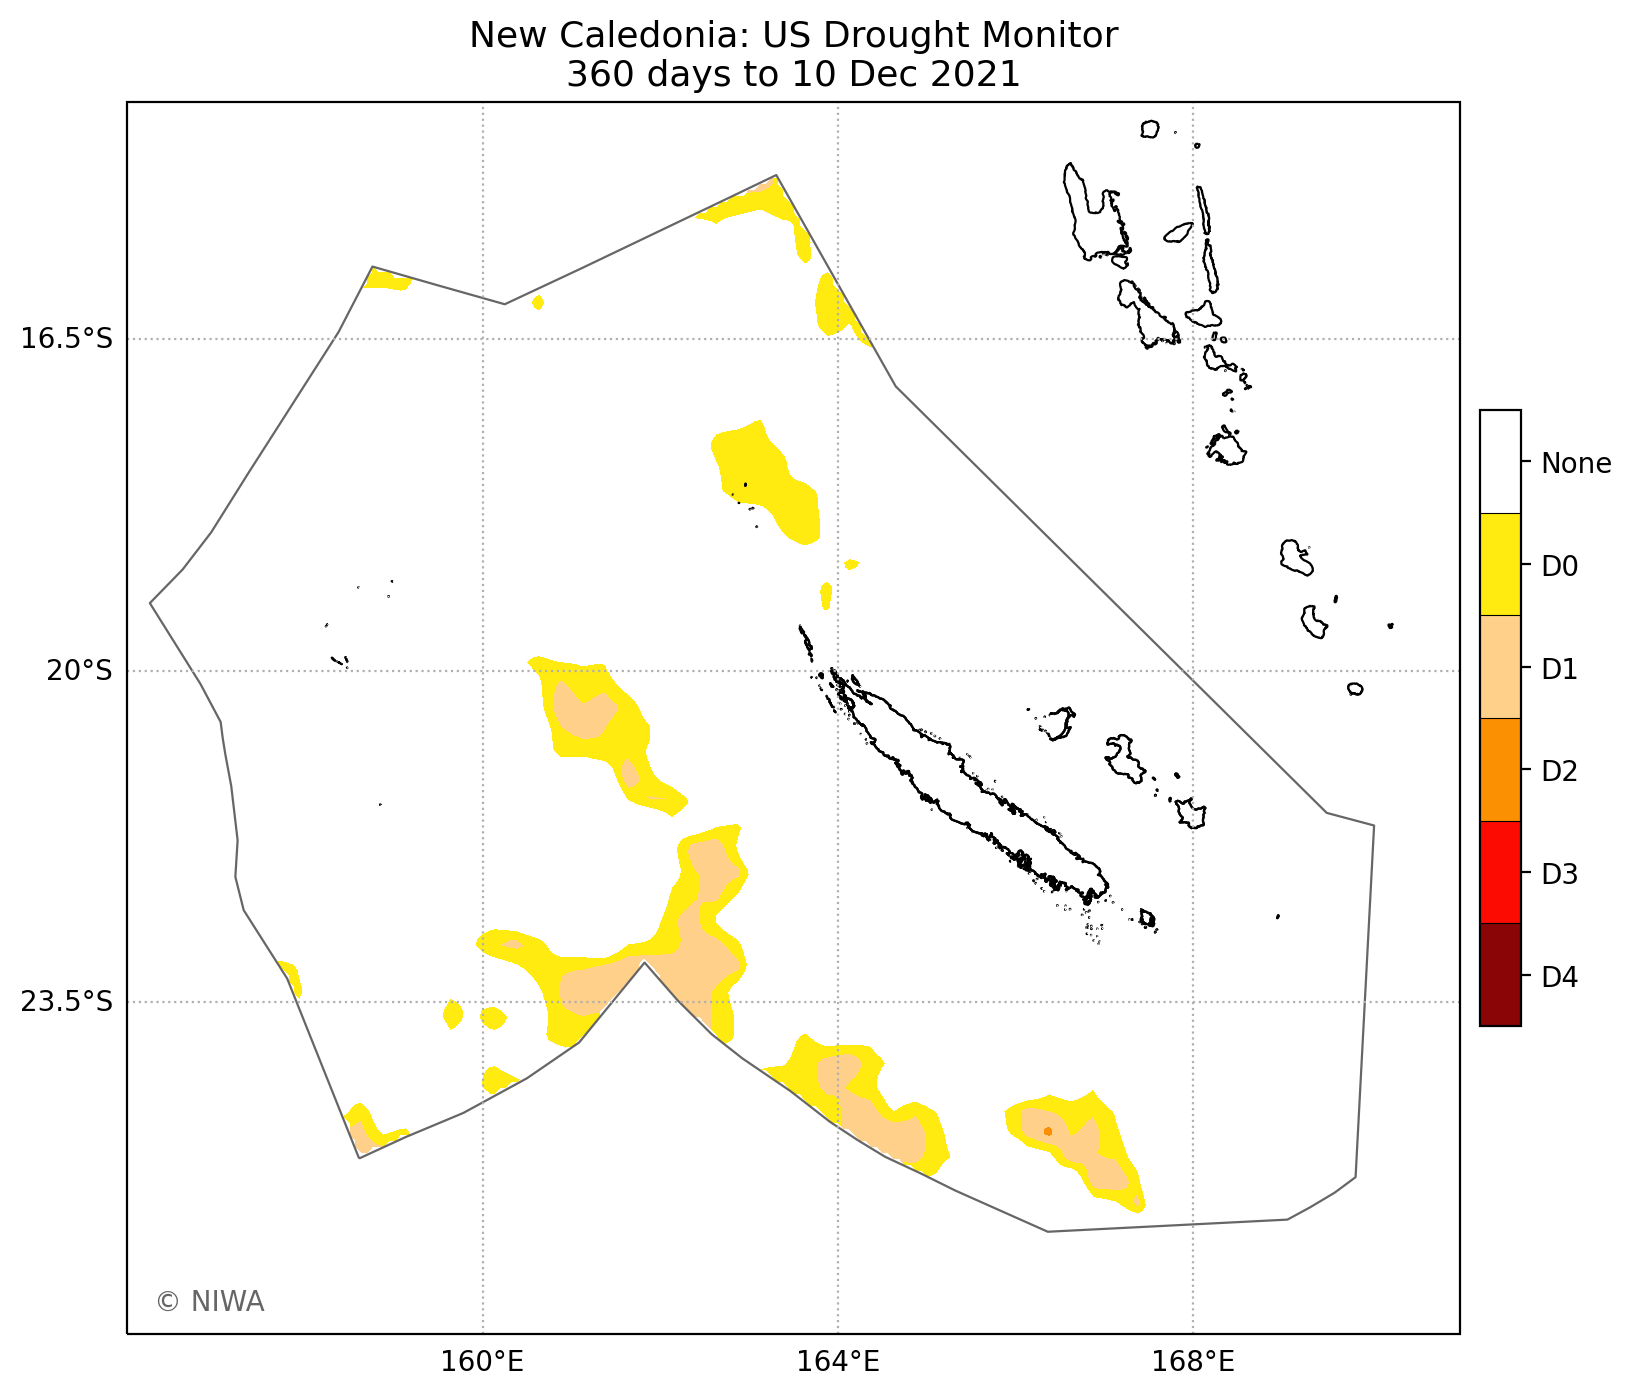 New Caledonia: US Drought Monitor
360 days to 10 Dec 2021
16.5°S
20°S
23.5°S
160°E
164°E
168°E
None
D0
D1
D2
D3
D4
© NIWA